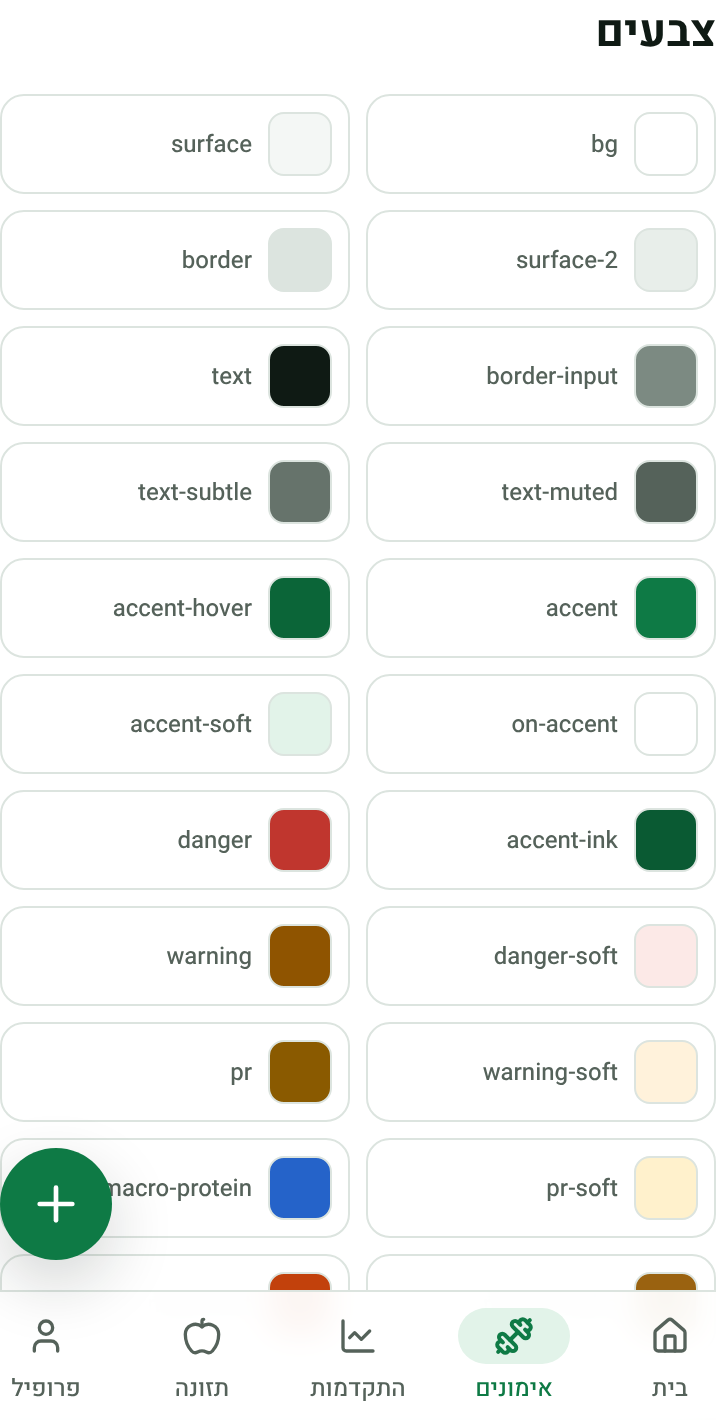 צבעים
bg
surface
surface-2
border
border-input
text
text-muted
text-subtle
accent
accent-hover
on-accent
accent-soft
accent-ink
danger
danger-soft
warning
warning-soft
pr
pr-soft
macro-protein
בית
אימונים
התקדמות
תזונה
פרופיל